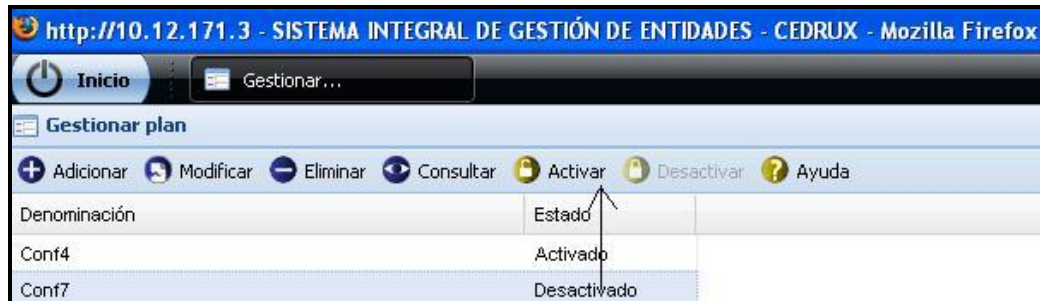 http://10.12.171.3 - SISTEMA INTEGRAL DE GESTIÓN DE ENTIDADES - CEDRUX - Mozilla Firefox
Inicio Gestionar...
Gestionar plan
Adicionar Modificar Eliminar Consultar Activar Desactivar Ayuda
Denominación Estado
Conf4 Activado
Conf7 Desactivado